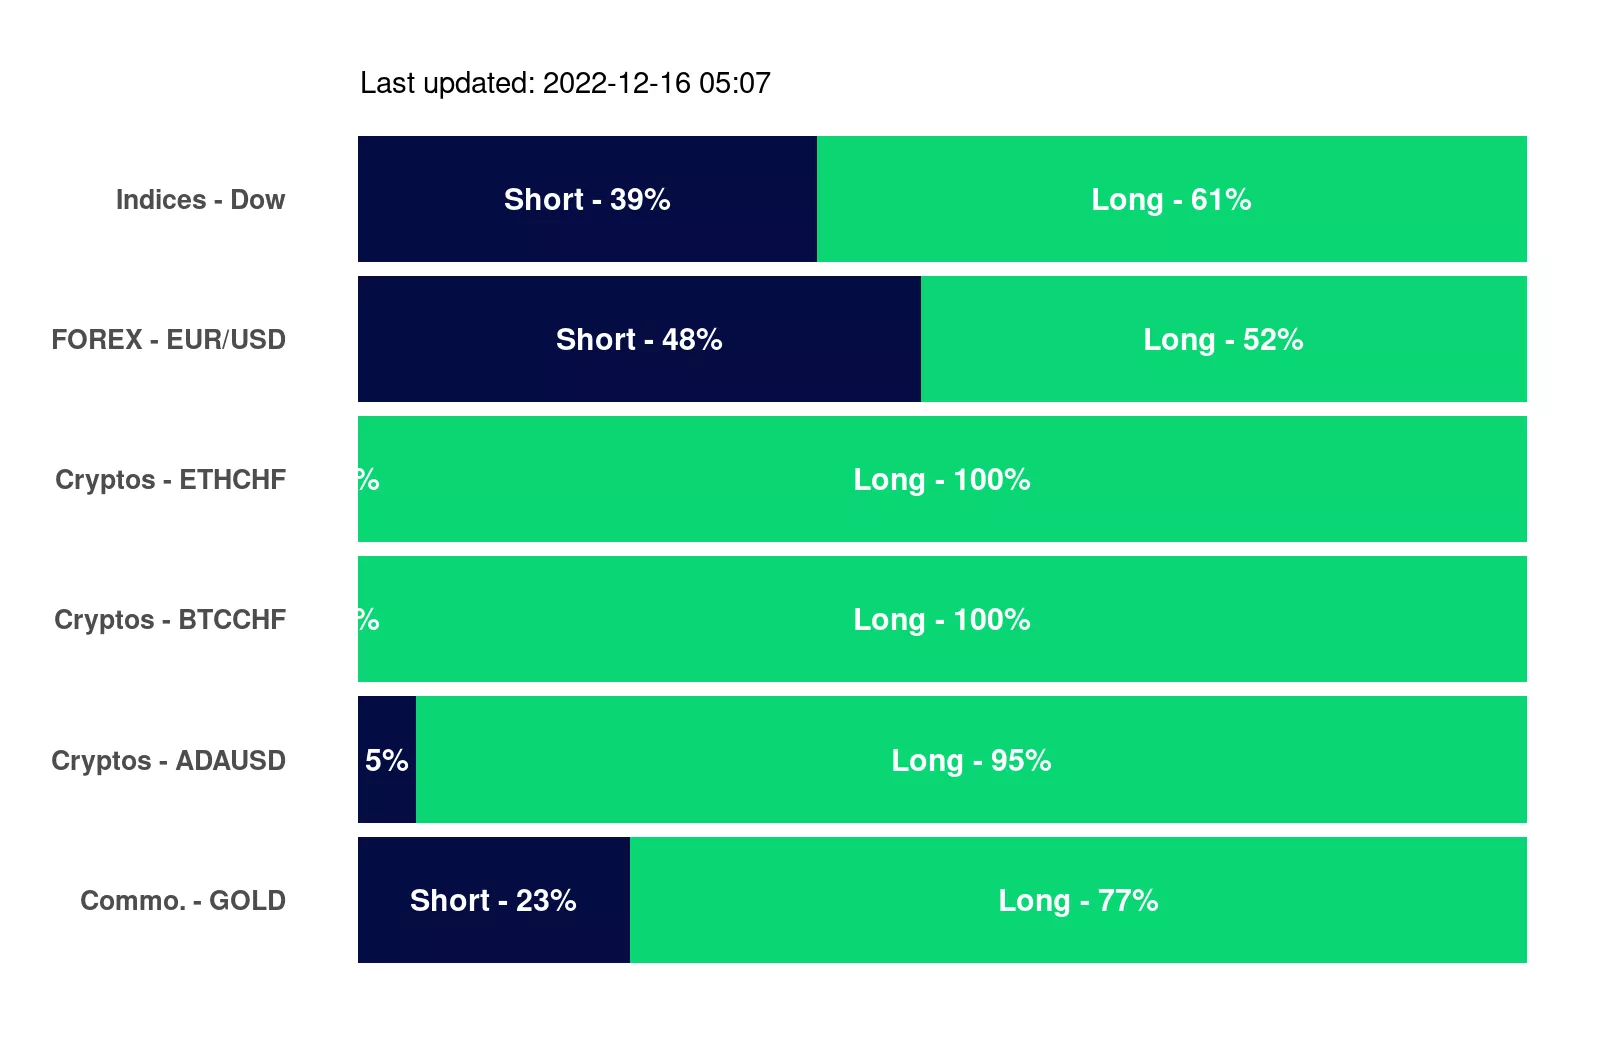 Last updated: 2022-12-16 05:07
Indices - Dow Short - 39% Long - 61%
FOREX - EUR/USD Short - 48% Long - 52%
Cryptos - ETHCHF % Long - 100%
Cryptos - BTCCHF % Long - 100%
Cryptos - ADAUSD 5% Long - 95%
Commo. - GOLD Short - 23% Long - 77%